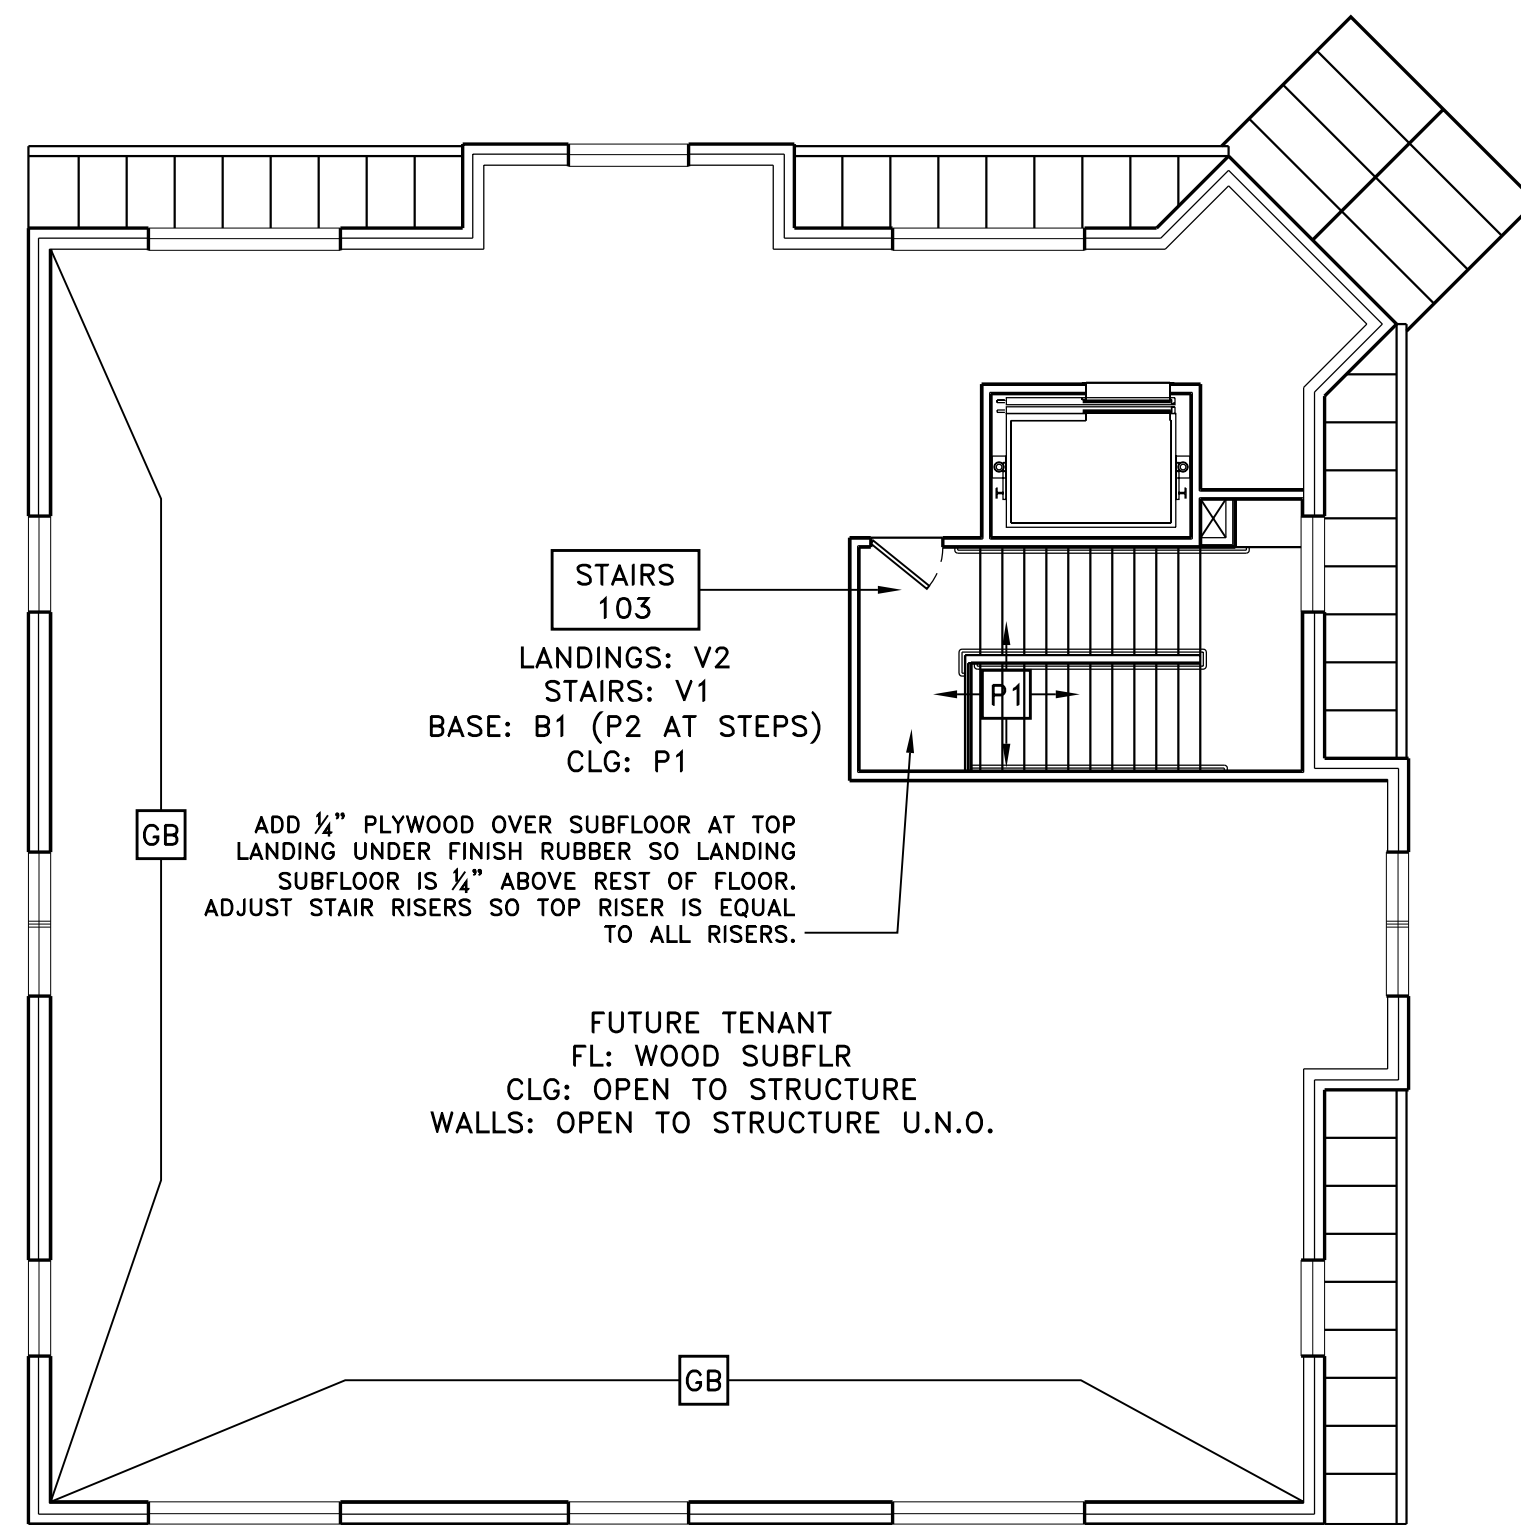 STAIRS
103
LANDINGS: V2
STAIRS: V1
BASE: B1 (P2 AT STEPS)
CLG: P1
P1
GB
ADD ¼" PLYWOOD OVER SUBFLOOR AT TOP
LANDING UNDER FINISH RUBBER SO LANDING
SUBFLOOR IS ¼" ABOVE REST OF FLOOR.
ADJUST STAIR RISERS SO TOP RISER IS EQUAL
TO ALL RISERS.
FUTURE TENANT
FL: WOOD SUBFLR
CLG: OPEN TO STRUCTURE
WALLS: OPEN TO STRUCTURE U.N.O.
GB